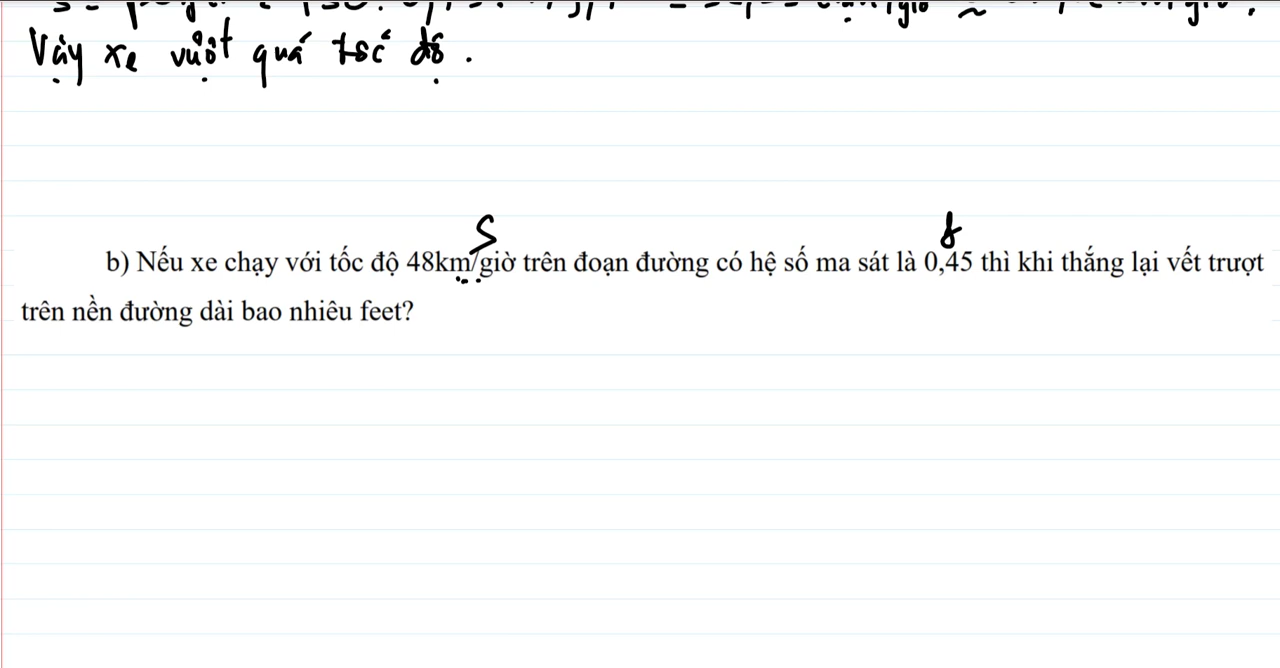 Vậy xe vượt quá tốc độ.
S
f
b) Nếu xe chạy với tốc độ 48km/giờ trên đoạn đường có hệ số ma sát là 0,45 thì khi thắng lại vết trượt
trên nền đường dài bao nhiêu feet?